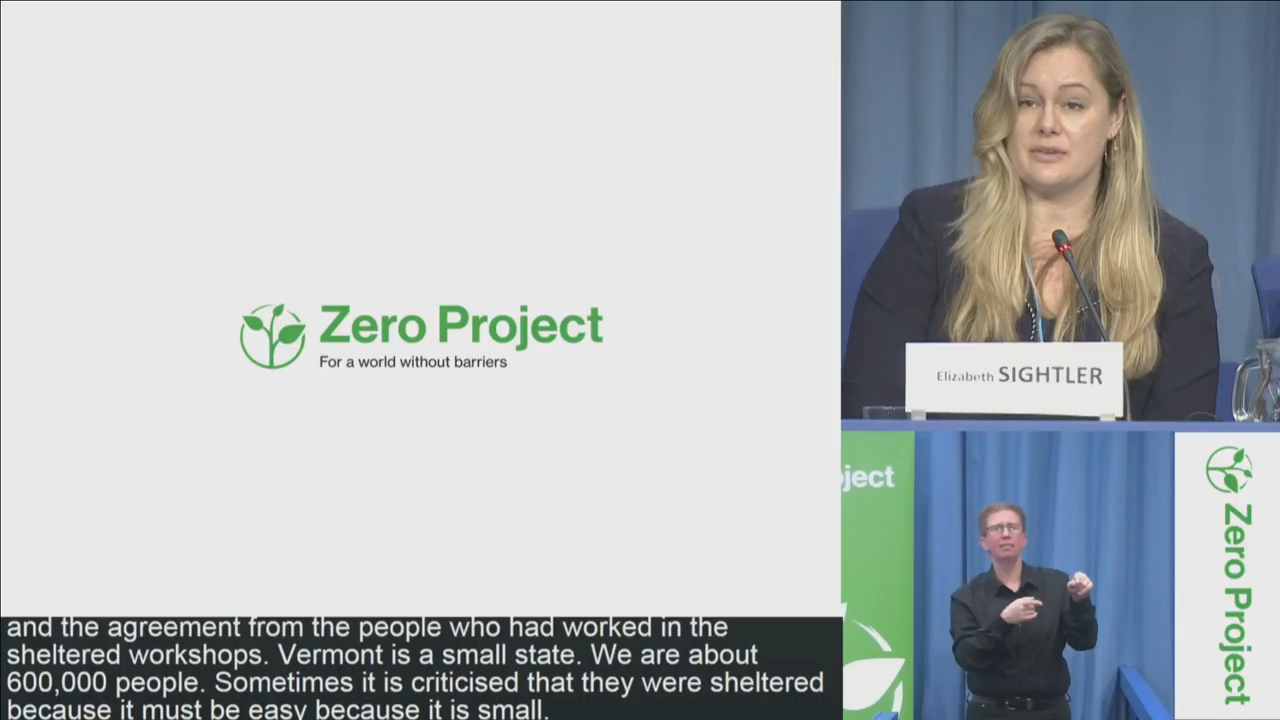 Zero Project
For a world without barriers
and the agreement from the people who had worked in the
sheltered workshops. Vermont is a small state. We are about
600,000 people. Sometimes it is criticised that they were sheltered
because it must be easy because it is small.
Elizabeth SIGHTLER
oject
Zero Project